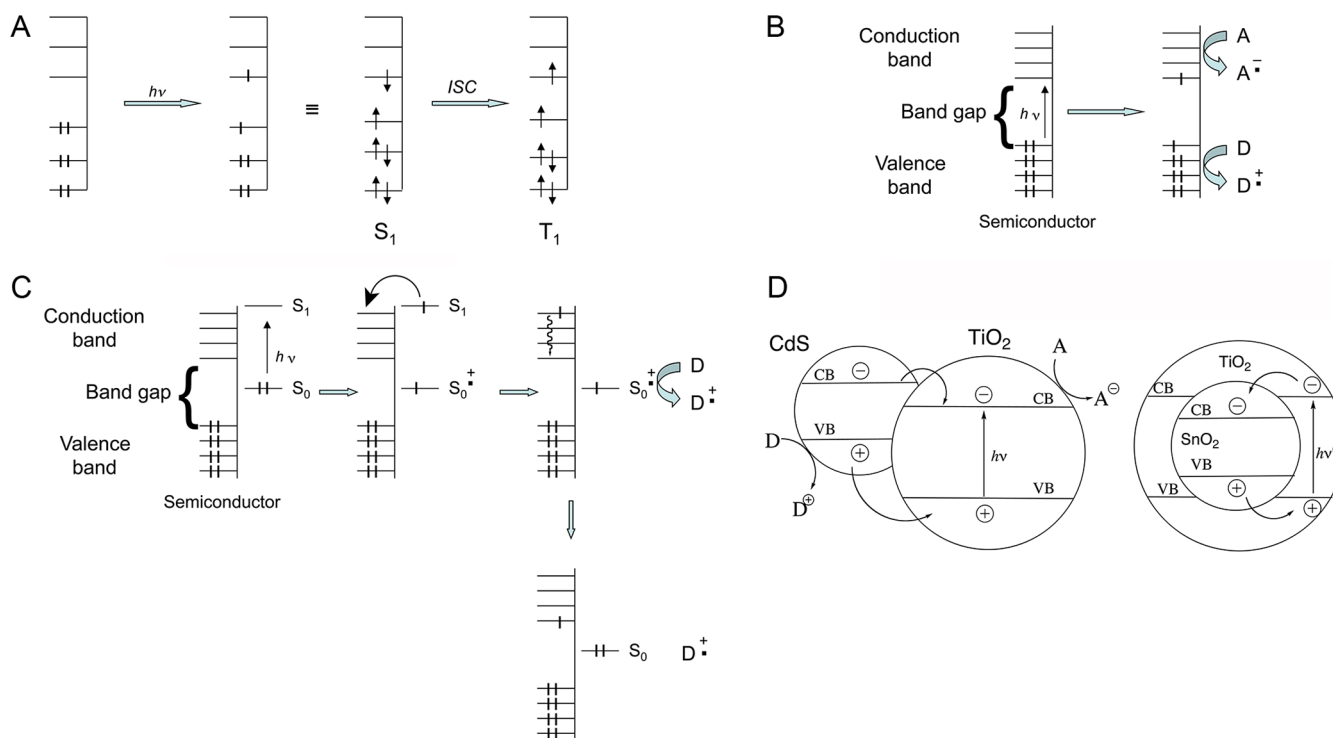 A
hν
≡
ISC
S₁
T₁
B
Conduction
band
Band gap
hν
Valence
band
Semiconductor
A
A⁻•
D
D⁺•
C
Conduction
band
Band gap
Valence
band
Semiconductor
S₁
hν
S₀
S₁
S₀⁺•
S₀⁺•
D
D⁺•
S₀
D⁺•
D
CdS
TiO₂
A
A⊖
CB
⊖
VB
⊕
D
D⊕
⊖
CB
hν
VB
⊕
TiO₂
CB
⊖
CB
⊖
SnO₂
VB
⊕
VB
⊕
hν'